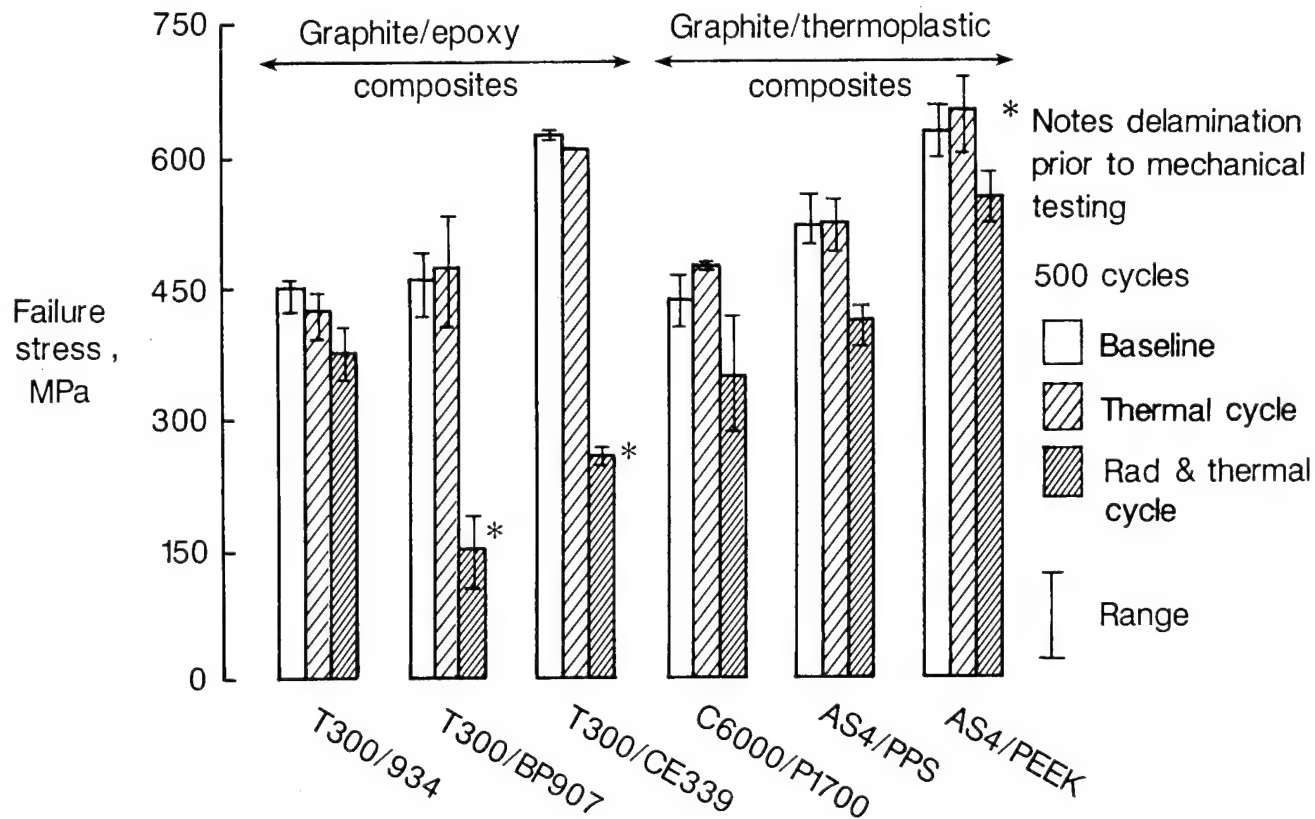 750
600
450
300
150
0
Failure
stress,
MPa
Graphite/epoxy
composites
Graphite/thermoplastic
composites
*
*
* Notes delamination
prior to mechanical
testing
500 cycles
Baseline
Thermal cycle
Rad & thermal
cycle
Range
T300/934
T300/BP907
T300/CE339
C6000/P1700
AS4/PPS
AS4/PEEK